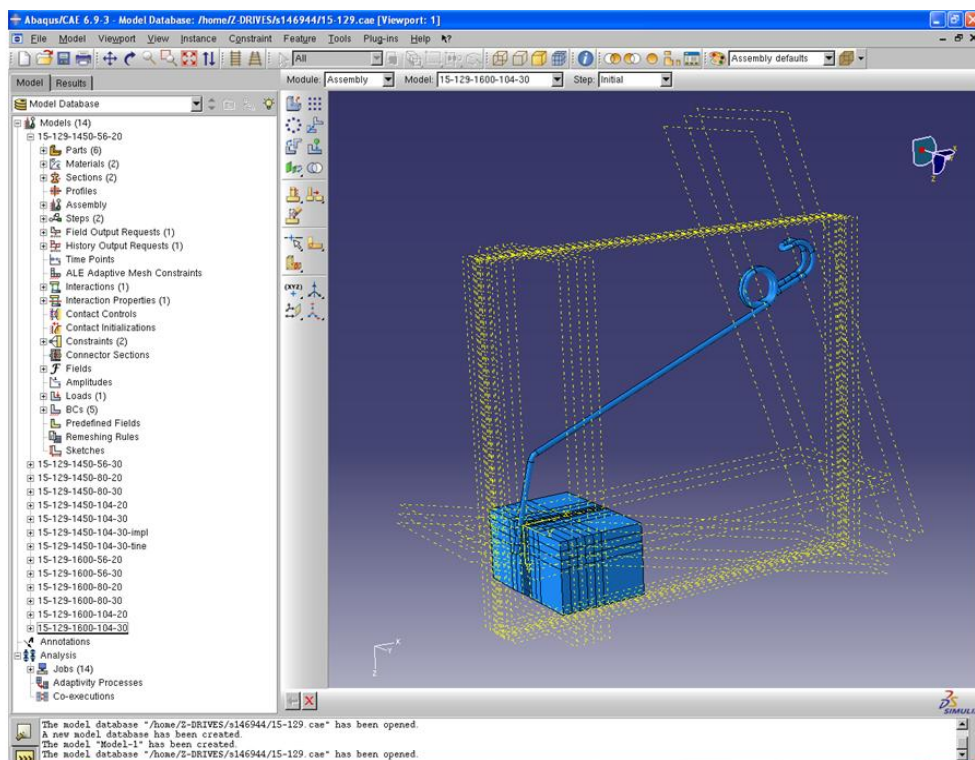 Abaqus/CAE 6.9-3 - Model Database: /home/Z-DRIVES/s146944/15-129.cae [Viewport: 1]
File Model Viewport View Instance Constraint Feature Tools Plug-ins Help
All Assembly defaults
Model Results Module: Assembly Model: 15-129-1600-104-30 Step: Initial
Model Database
Models (14)
15-129-1450-56-20
Parts (6)
Materials (2)
Sections (2)
Profiles
Assembly
Steps (2)
Field Output Requests (1)
History Output Requests (1)
Time Points
ALE Adaptive Mesh Constraints
Interactions (1)
Interaction Properties (1)
Contact Controls
Contact Initializations
Constraints (2)
Connector Sections
Fields
Amplitudes
Loads (1)
BCs (5)
Predefined Fields
Remeshing Rules
Sketches
15-129-1450-56-30
15-129-1450-80-20
15-129-1450-80-30
15-129-1450-104-20
15-129-1450-104-30
15-129-1450-104-30-impl
15-129-1450-104-30-tine
15-129-1600-56-20
15-129-1600-56-30
15-129-1600-80-20
15-129-1600-80-30
15-129-1600-104-20
15-129-1600-104-30
Annotations
Analysis
Jobs (14)
Adaptivity Processes
Co-executions
(XYZ)
X
Y
Z
SIMULIA
The model database "/home/Z-DRIVES/s146944/15-129.cae" has been opened.
A new model database has been created.
The model "Model-1" has been created.
The model database "/home/Z-DRIVES/s146944/15-129.cae" has been opened.